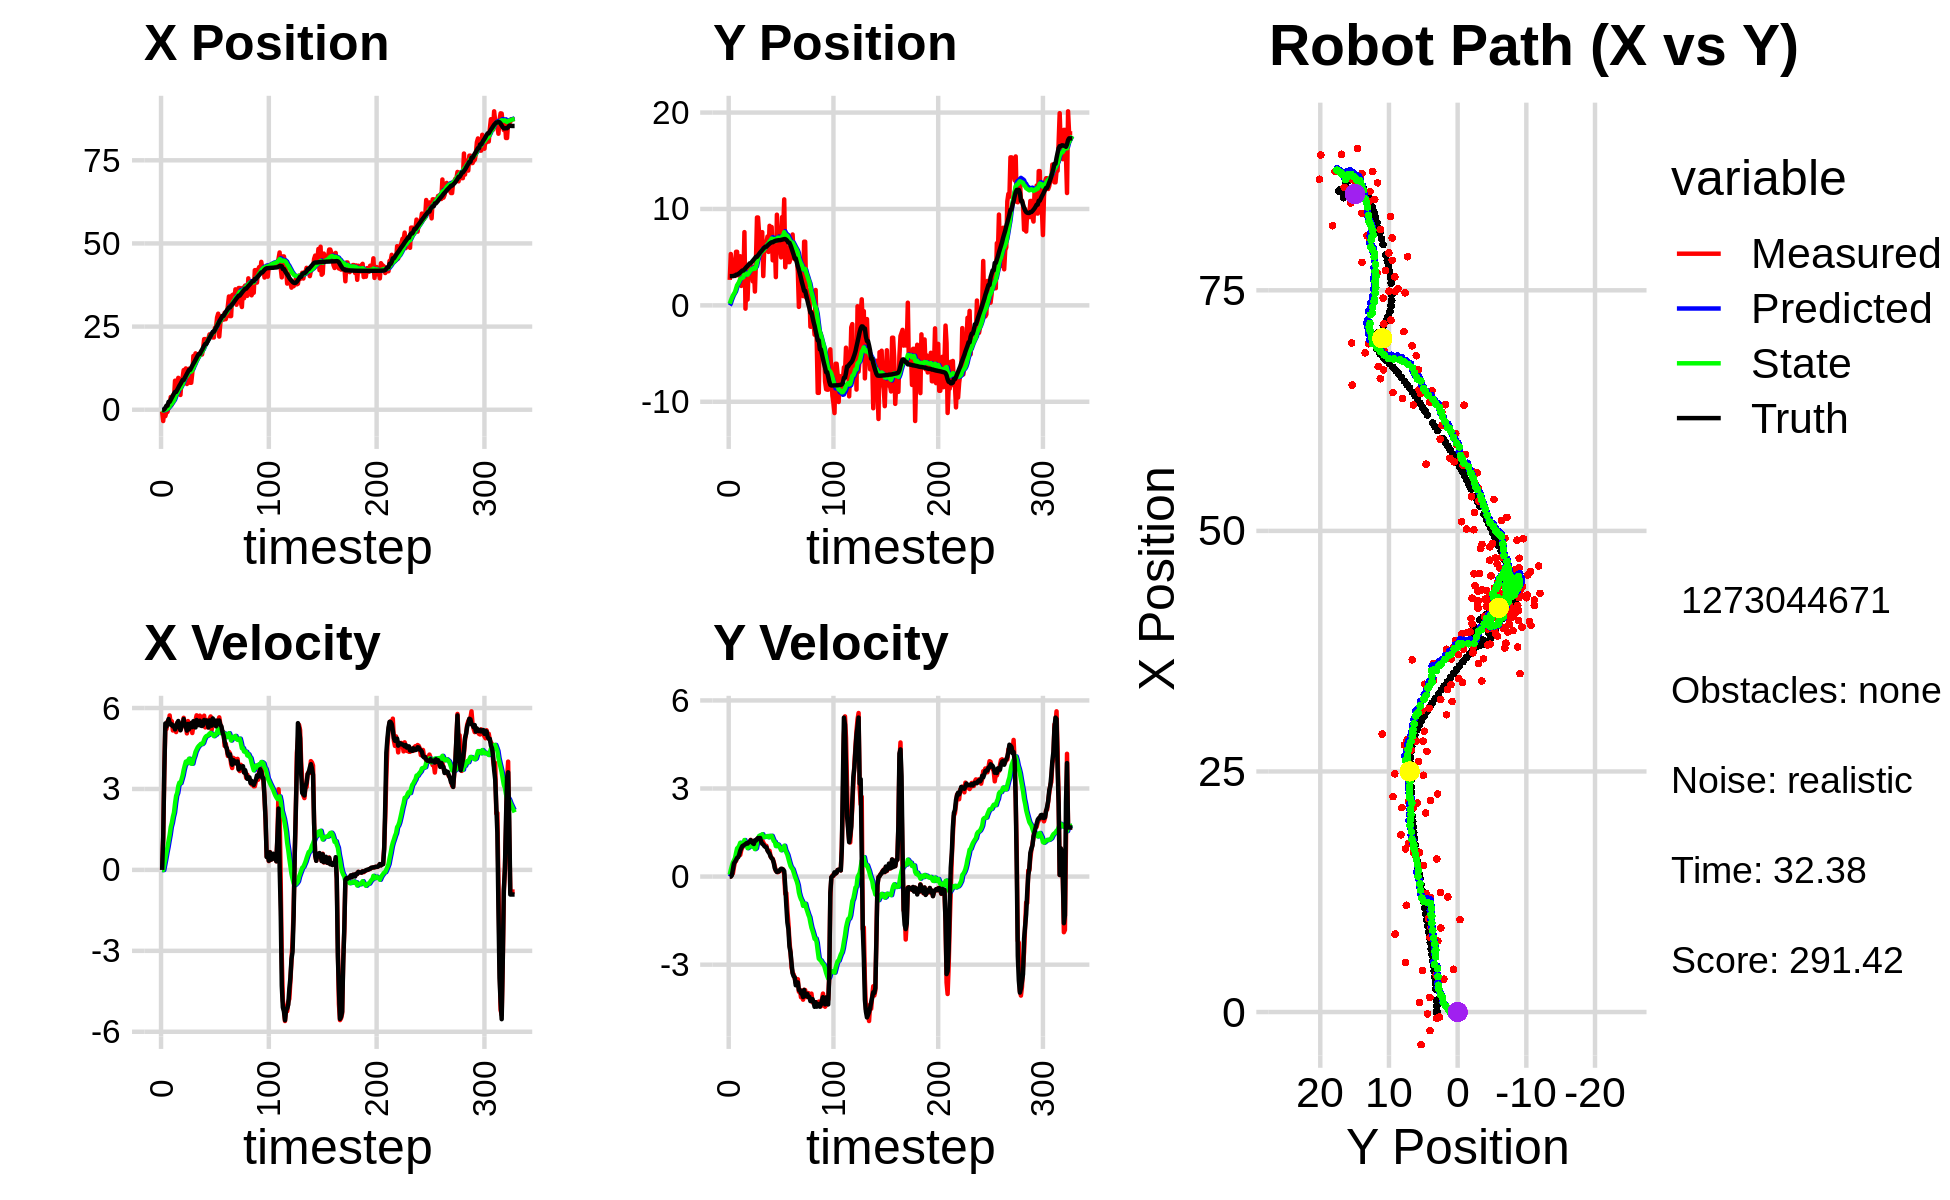 X Position
75
50
25
0
0
100
200
300
timestep
Y Position
20
10
0
-10
0
100
200
300
timestep
X Velocity
6
3
0
-3
-6
0
100
200
300
timestep
Y Velocity
6
3
0
-3
0
100
200
300
timestep
Robot Path (X vs Y)
X Position
75
50
25
0
20 10 0 -10 -20
Y Position
variable
Measured
Predicted
State
Truth
1273044671
Obstacles: none
Noise: realistic
Time: 32.38
Score: 291.42